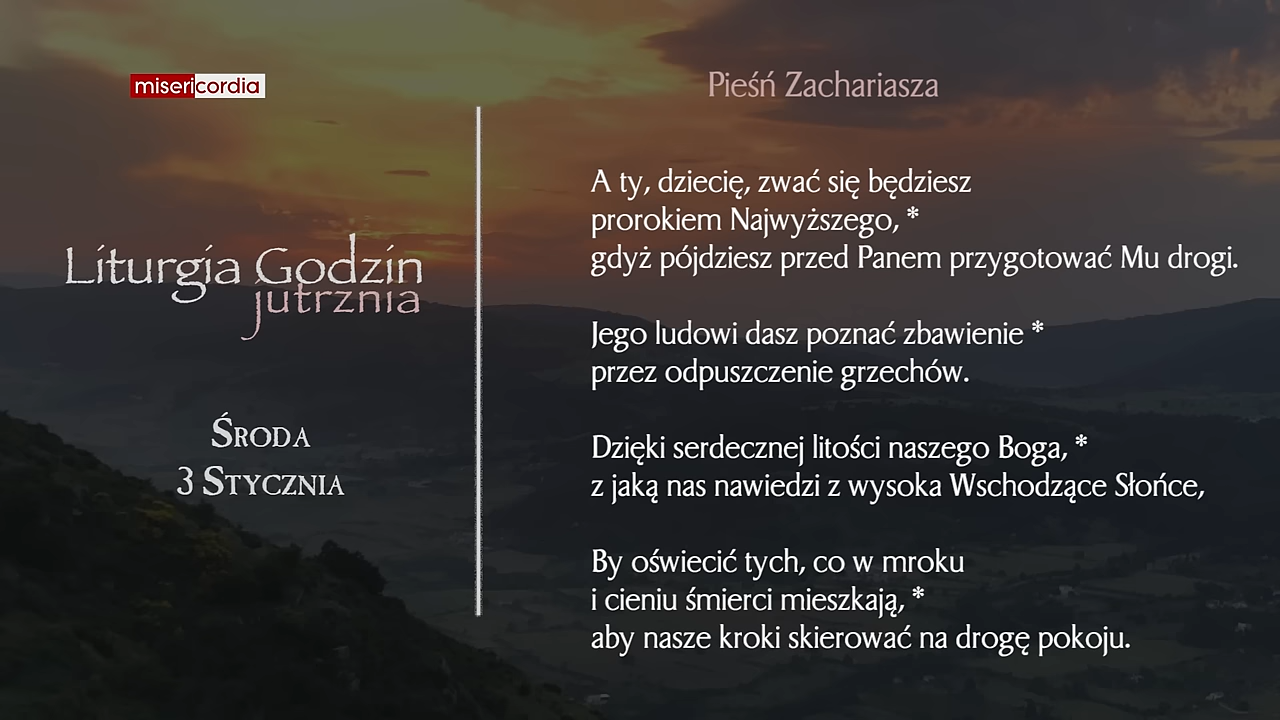 misericordia
Liturgia Godzin
jutrznia
Środa
3 Stycznia
Pieśń Zachariasza
A ty, dziecię, zwać się będziesz
prorokiem Najwyższego, *
gdyż pójdziesz przed Panem przygotować Mu drogi.
Jego ludowi dasz poznać zbawienie *
przez odpuszczenie grzechów.
Dzięki serdecznej litości naszego Boga, *
z jaką nas nawiedzi z wysoka Wschodzące Słońce,
By oświecić tych, co w mroku
i cieniu śmierci mieszkają, *
aby nasze kroki skierować na drogę pokoju.